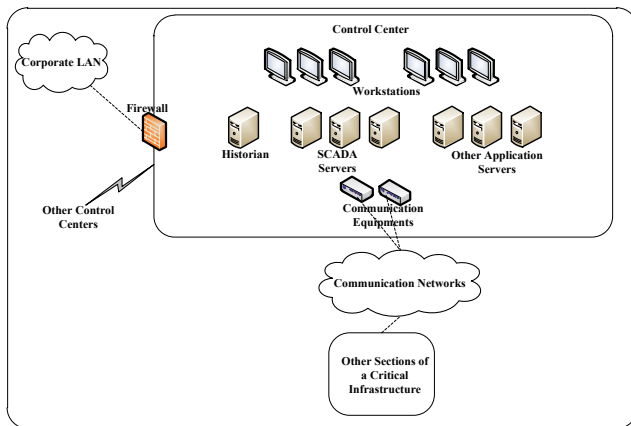 Control Center
Corporate LAN
Workstations
Firewall
Historian
SCADA
Servers
Other Application
Servers
Other Control
Centers
Communication
Equipments
Communication Networks
Other Sections of
a Critical
Infrastructure